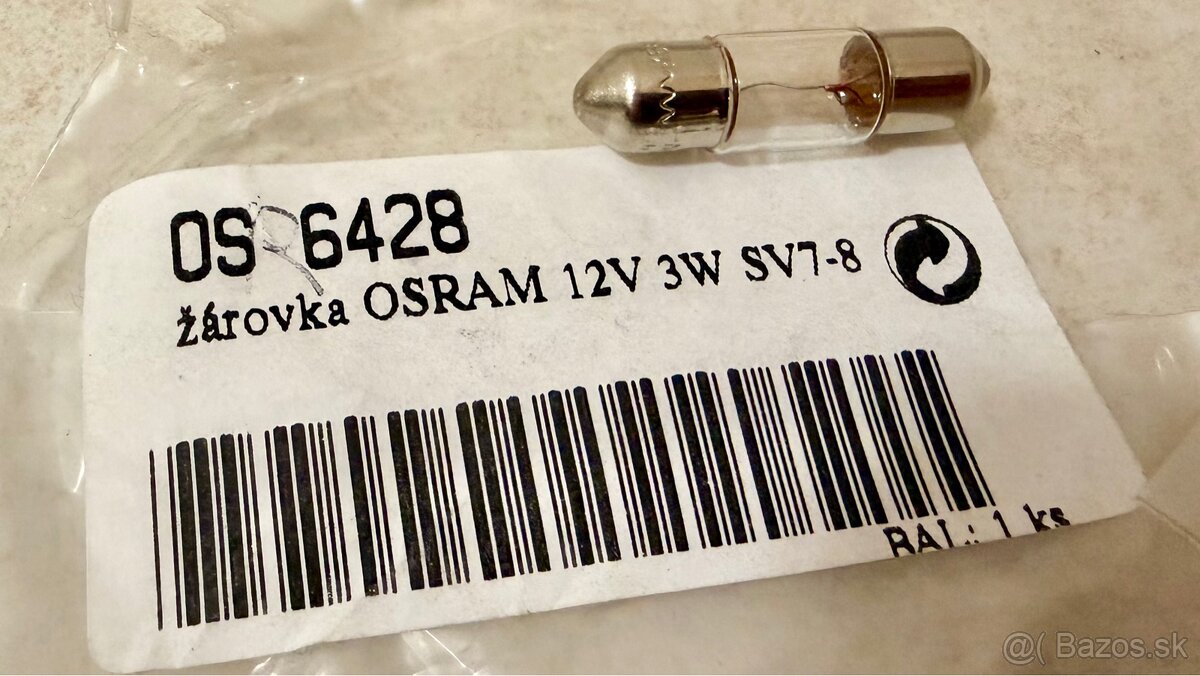 OS 6428
žárovka OSRAM 12V 3W SV7-8
BAL: 1 ks
@( Bazos.sk